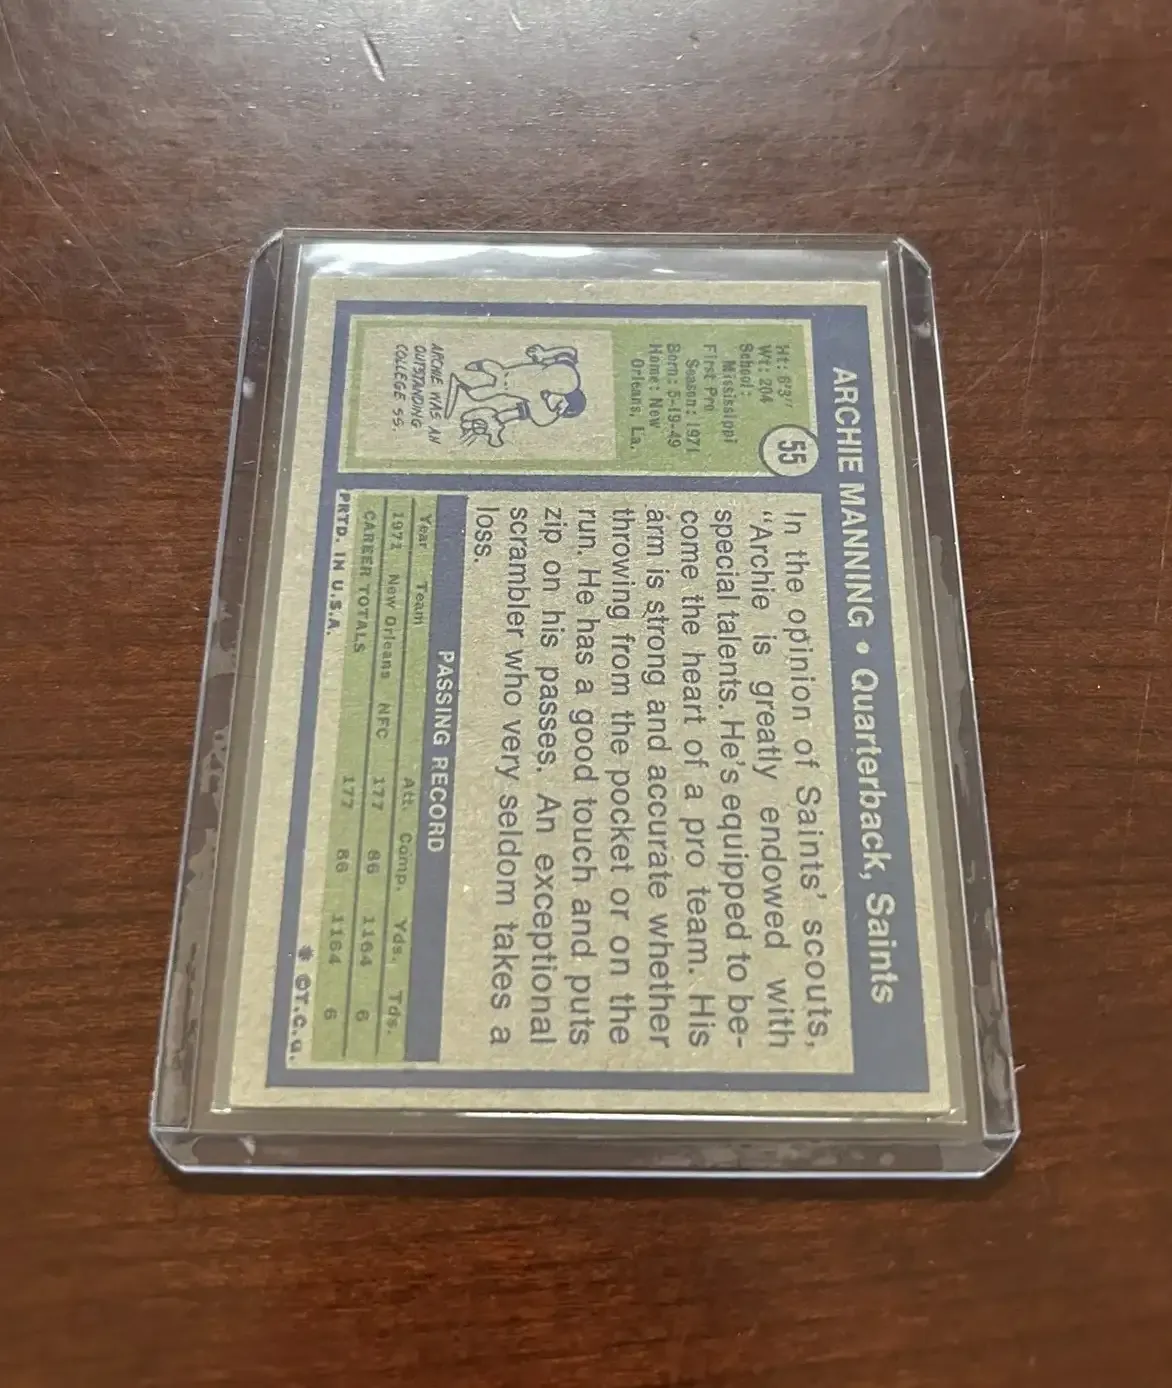 ARCHIE MANNING • Quarterback, Saints
55
Ht: 6'3"
Wt: 204
School:
Mississippi
First Pro
Season: 1971
Born: 5-19-49
Home: New
Orleans, La.
ARCHIE WAS AN
OUTSTANDING
COLLEGE SS.
In the opinion of Saints' scouts,
"Archie is greatly endowed with
special talents. He's equipped to be-
come the heart of a pro team. His
arm is strong and accurate whether
throwing from the pocket or on the
run. He has a good touch and puts
zip on his passes. An exceptional
scrambler who very seldom takes a
loss.
PASSING RECORD
Year Team Att. Comp. Yds. Tds.
1971 New Orleans NFC 177 86 1164 6
CAREER TOTALS 177 86 1164 6
PRTD. IN U.S.A. * ©T.C.G.